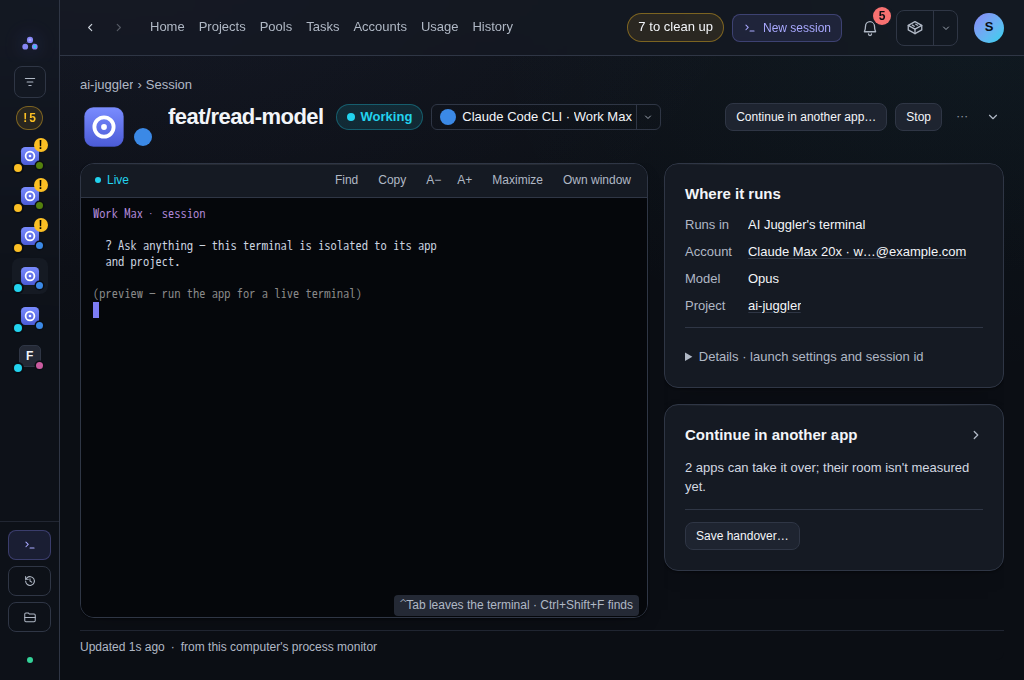 Home Projects Pools Tasks Accounts Usage History
7 to clean up
New session
5
S
! 5
!
!
!
F
ai-juggler › Session
feat/read-model
Working
Claude Code CLI · Work Max
Continue in another app…
Stop
Live
Find Copy A− A+ Maximize Own window
Work Max · session
? Ask anything — this terminal is isolated to its app
and project.
(preview — run the app for a live terminal)
^Tab leaves the terminal · Ctrl+Shift+F finds
Where it runs
Runs in AI Juggler's terminal
Account Claude Max 20x · w…@example.com
Model Opus
Project ai-juggler
Details · launch settings and session id
Continue in another app
2 apps can take it over; their room isn't measured
yet.
Save handover…
Updated 1s ago · from this computer's process monitor